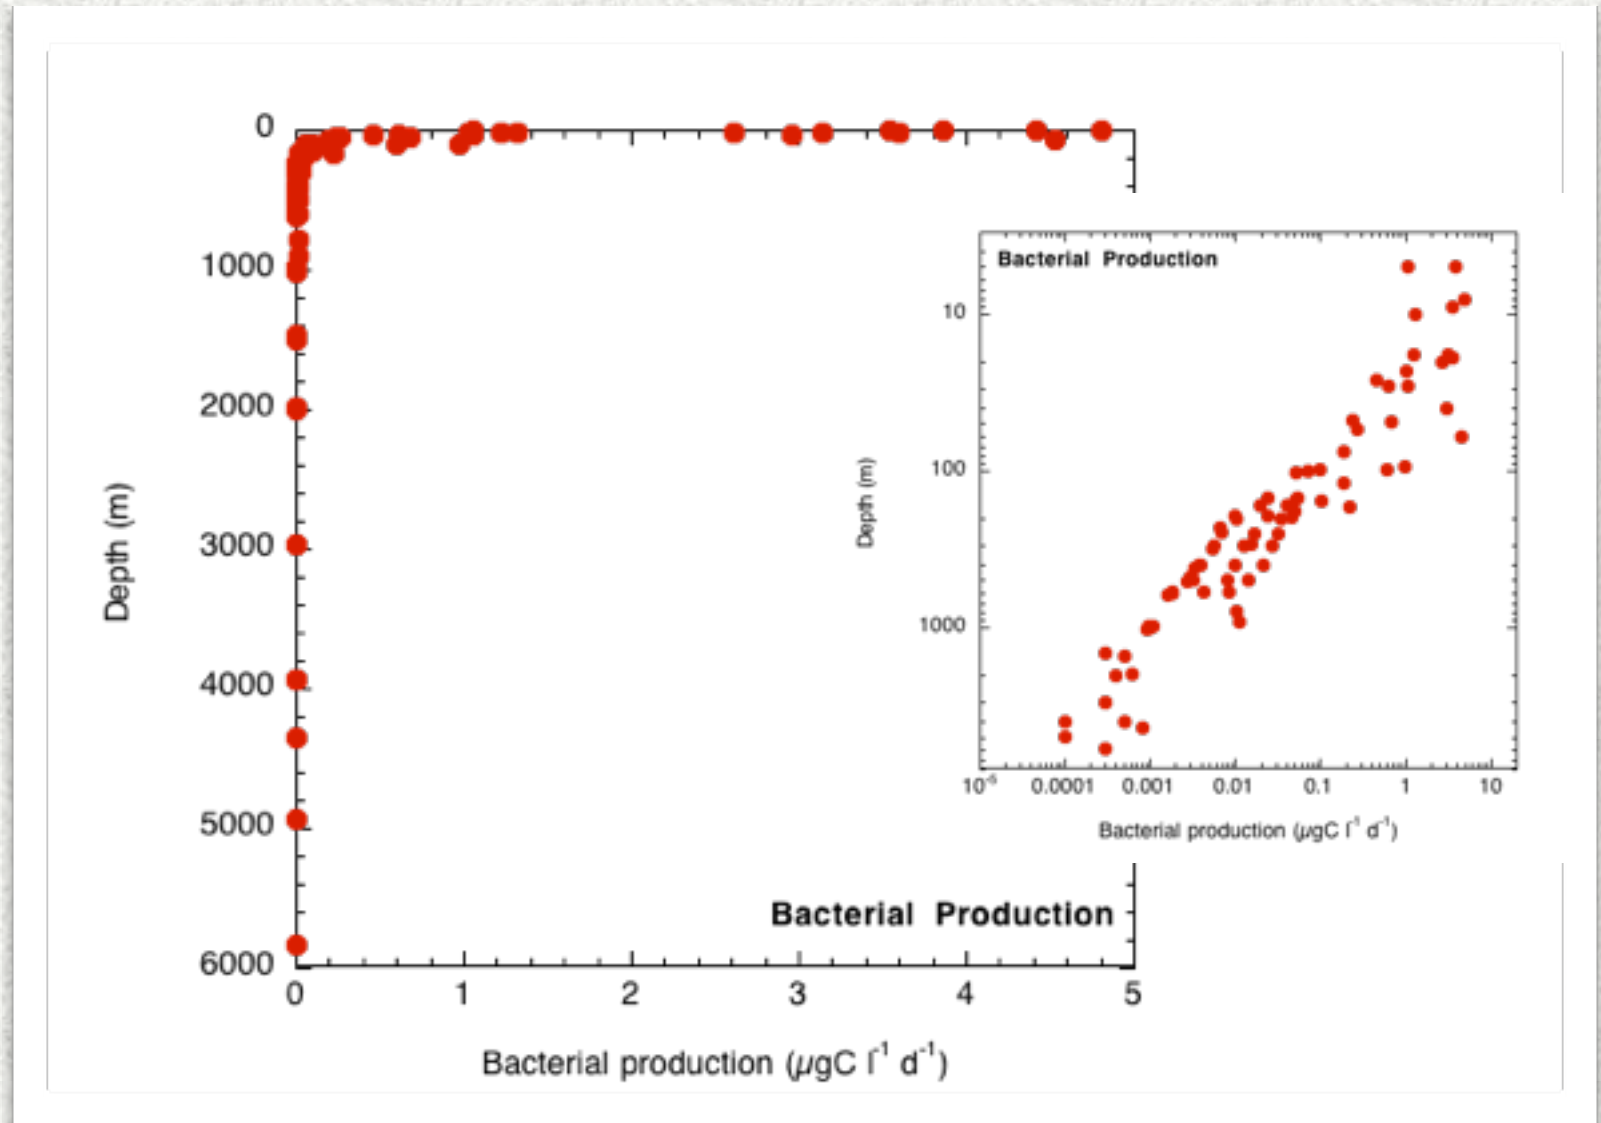 0
1000
2000
3000
4000
5000
6000
Depth (m)
0 1 2 3 4 5
Bacterial production (µgC l⁻¹ d⁻¹)
Bacterial Production
Bacterial Production
10
100
1000
Depth (m)
10⁻⁵ 0.0001 0.001 0.01 0.1 1 10
Bacterial production (µgC l⁻¹ d⁻¹)